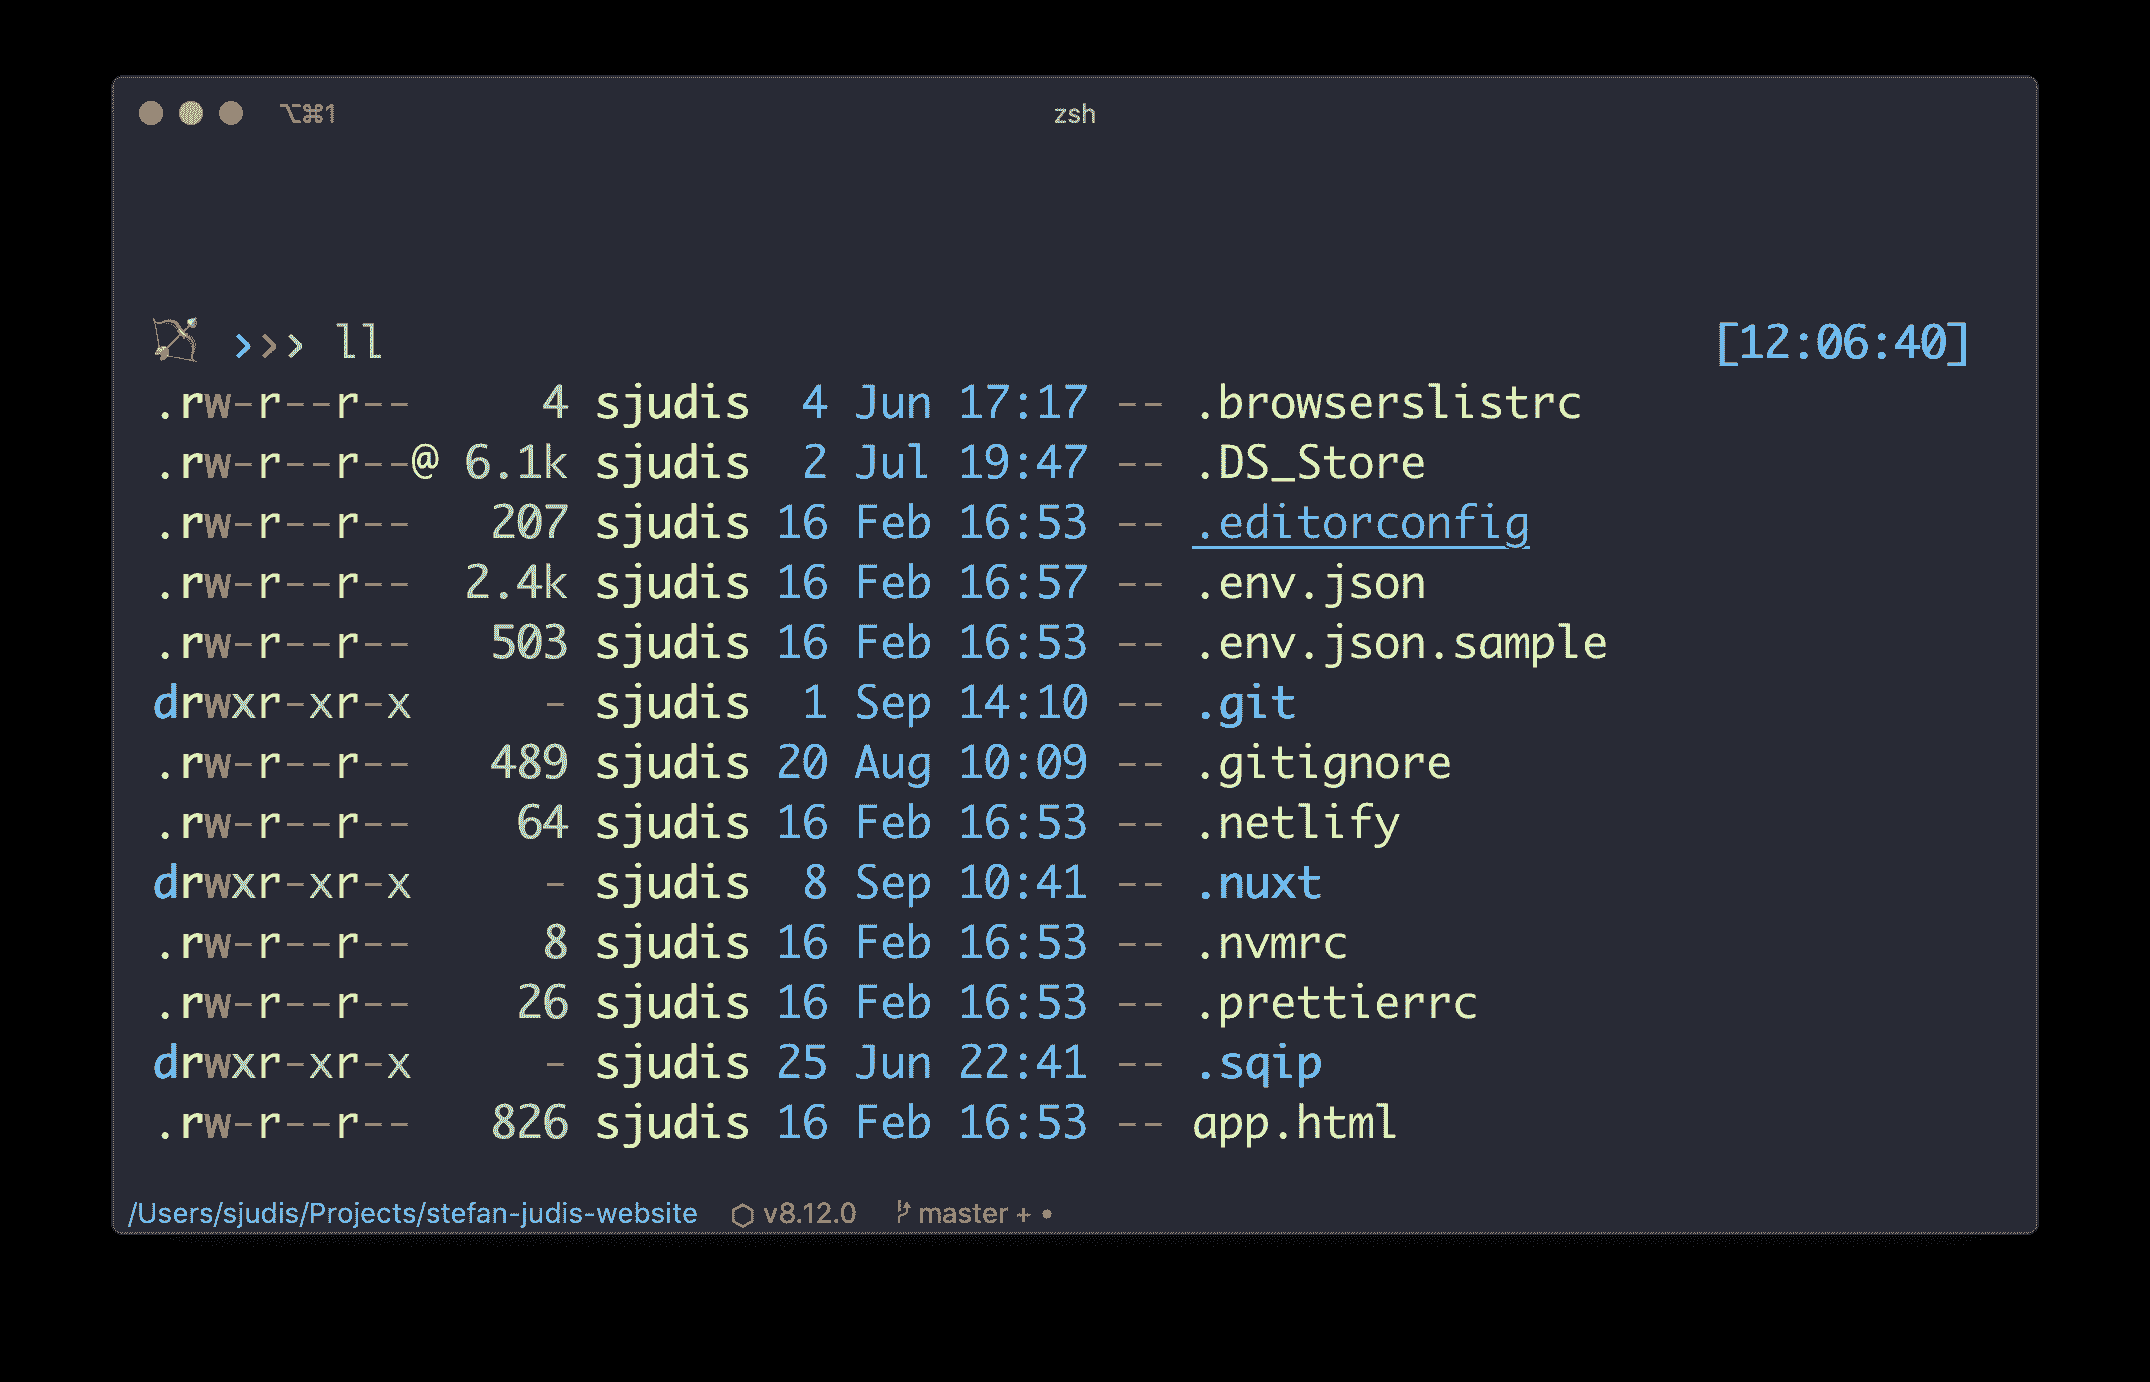 ⌥⌘1 zsh
🏹 ››› ll [12:06:40]
.rw-r--r-- 4 sjudis 4 Jun 17:17 -- .browserslistrc
.rw-r--r--@ 6.1k sjudis 2 Jul 19:47 -- .DS_Store
.rw-r--r-- 207 sjudis 16 Feb 16:53 -- .editorconfig
.rw-r--r-- 2.4k sjudis 16 Feb 16:57 -- .env.json
.rw-r--r-- 503 sjudis 16 Feb 16:53 -- .env.json.sample
drwxr-xr-x - sjudis 1 Sep 14:10 -- .git
.rw-r--r-- 489 sjudis 20 Aug 10:09 -- .gitignore
.rw-r--r-- 64 sjudis 16 Feb 16:53 -- .netlify
drwxr-xr-x - sjudis 8 Sep 10:41 -- .nuxt
.rw-r--r-- 8 sjudis 16 Feb 16:53 -- .nvmrc
.rw-r--r-- 26 sjudis 16 Feb 16:53 -- .prettierrc
drwxr-xr-x - sjudis 25 Jun 22:41 -- .sqip
.rw-r--r-- 826 sjudis 16 Feb 16:53 -- app.html
/Users/sjudis/Projects/stefan-judis-website ⬡ v8.12.0 master + •